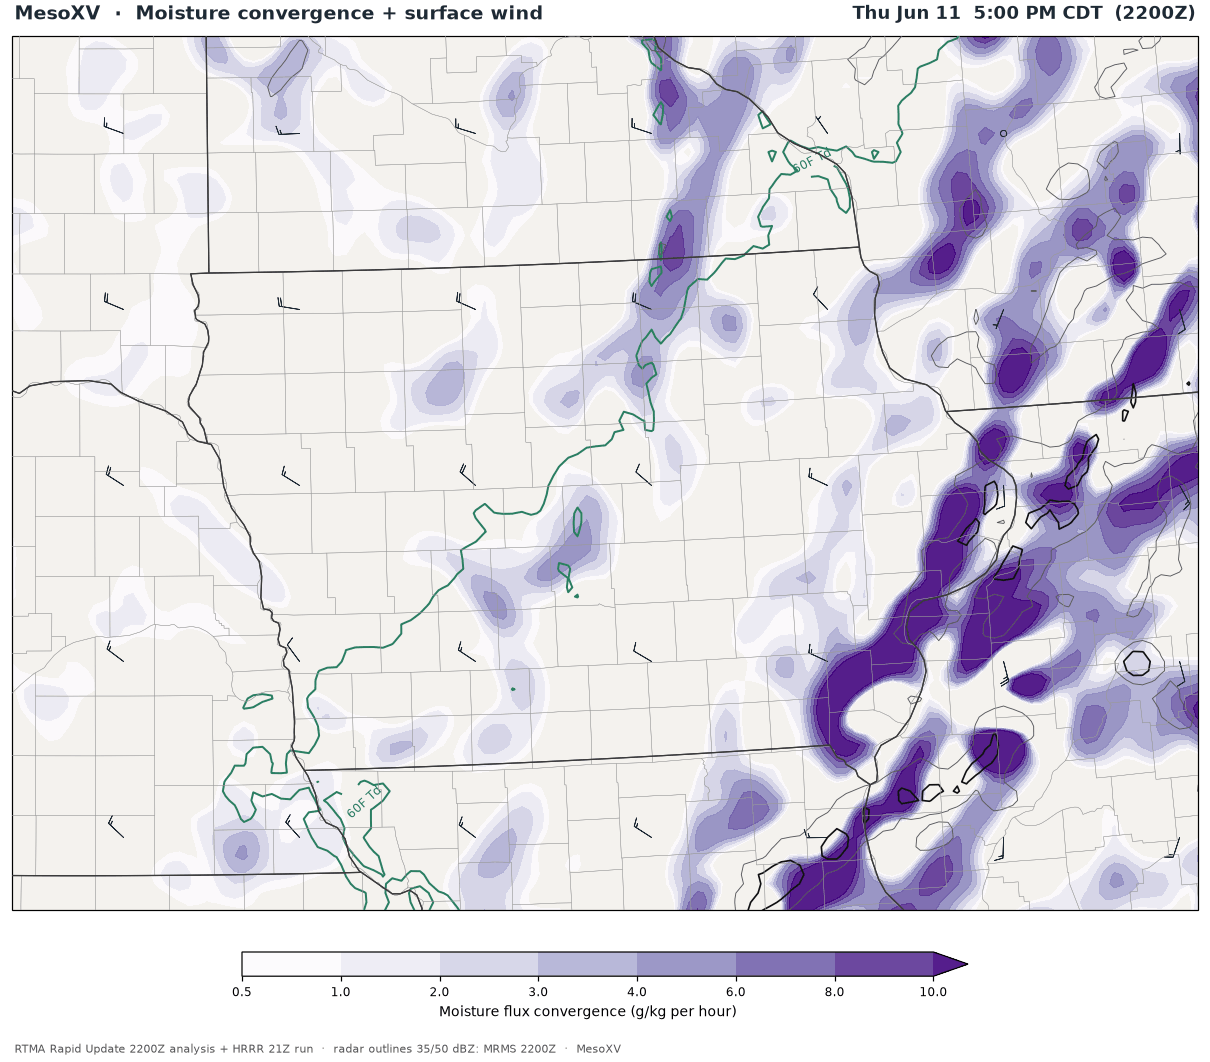 MesoXV · Moisture convergence + surface wind
Thu Jun 11 5:00 PM CDT (2200Z)
60F Td
60F Td
0.5 1.0 2.0 3.0 4.0 6.0 8.0 10.0
Moisture flux convergence (g/kg per hour)
RTMA Rapid Update 2200Z analysis + HRRR 21Z run · radar outlines 35/50 dBZ: MRMS 2200Z · MesoXV